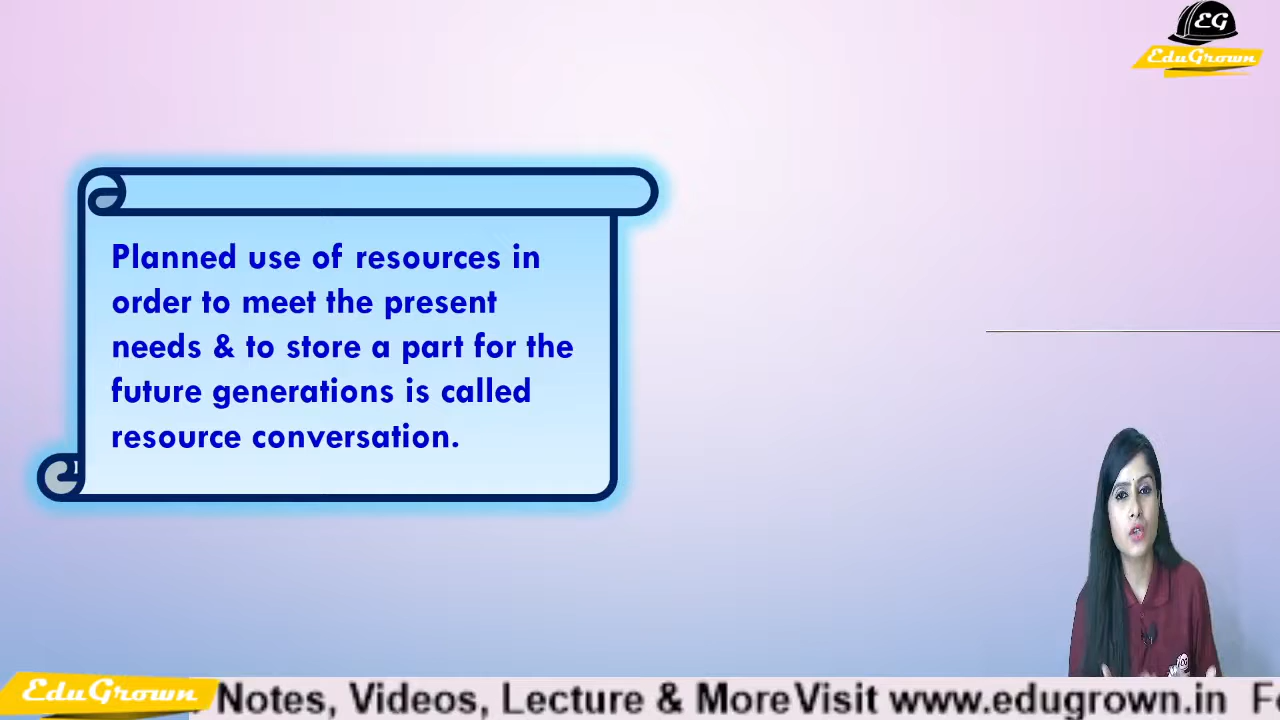 EG
EduGrown
Planned use of resources in
order to meet the present
needs & to store a part for the
future generations is called
resource conversation.
EduGrown
Notes, Videos, Lecture & More Visit www.edugrown.in